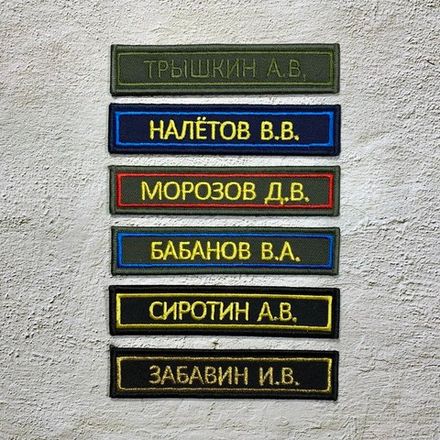 ТРЫШКИН А.В.
НАЛЁТОВ В.В.
МОРОЗОВ Д.В.
БАБАНОВ В.А.
СИРОТИН А.В.
ЗАБАВИН И.В.